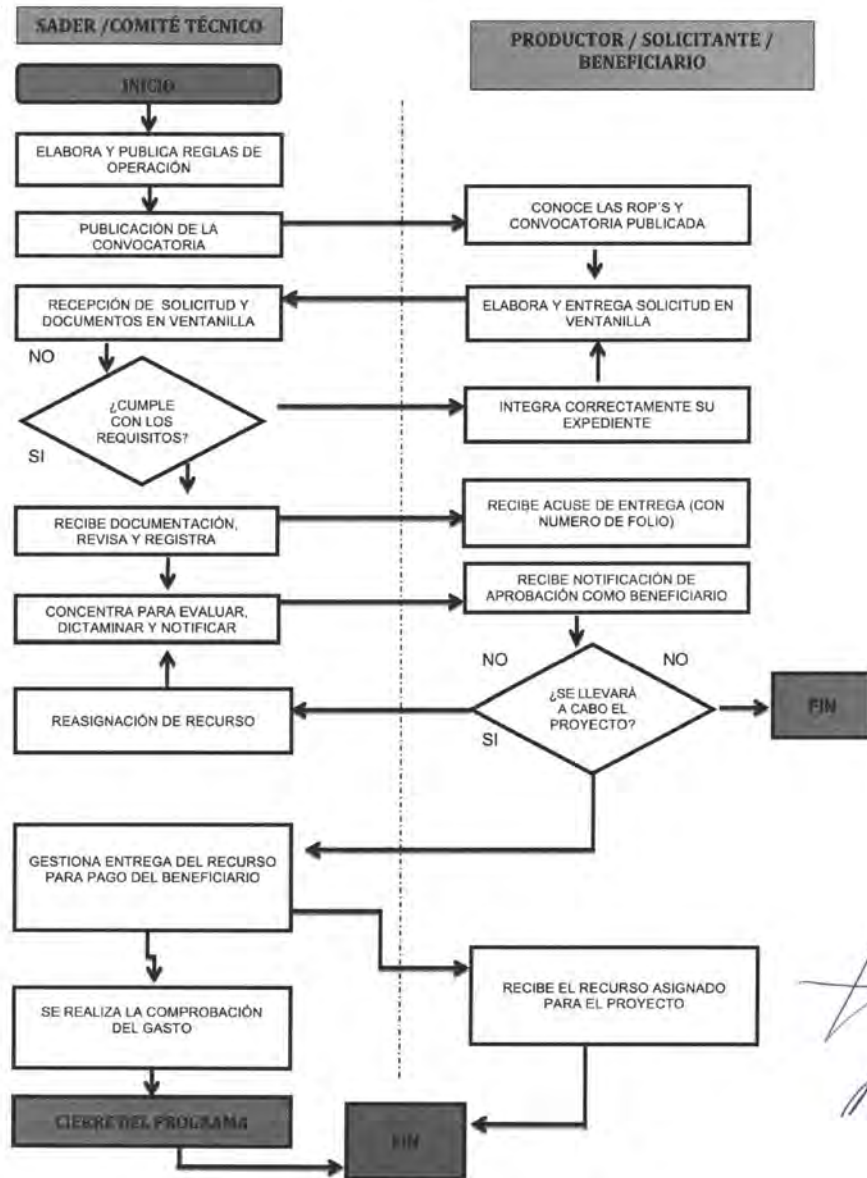 SADER /COMITÉ TÉCNICO
PRODUCTOR / SOLICITANTE /
BENEFICIARIO
INICIO
ELABORA Y PUBLICA REGLAS DE
OPERACIÓN
PUBLICACIÓN DE LA
CONVOCATORIA
CONOCE LAS ROP´S Y
CONVOCATORIA PUBLICADA
RECEPCIÓN DE SOLICITUD Y
DOCUMENTOS EN VENTANILLA
ELABORA Y ENTREGA SOLICITUD EN
VENTANILLA
NO
¿CUMPLE
CON LOS
REQUISITOS?
SI
INTEGRA CORRECTAMENTE SU
EXPEDIENTE
RECIBE DOCUMENTACIÓN,
REVISA Y REGISTRA
RECIBE ACUSE DE ENTREGA (CON
NUMERO DE FOLIO)
CONCENTRA PARA EVALUAR,
DICTAMINAR Y NOTIFICAR
RECIBE NOTIFICACIÓN DE
APROBACIÓN COMO BENEFICIARIO
REASIGNACIÓN DE RECURSO
NO
NO
¿SE LLEVARÀ
A CABO EL
PROYECTO?
SI
FIN
GESTIONA ENTREGA DEL RECURSO
PARA PAGO DEL BENEFICIARIO
RECIBE EL RECURSO ASIGNADO
PARA EL PROYECTO
SE REALIZA LA COMPROBACIÓN
DEL GASTO
CIERRE DEL PROGRAMA
FIN